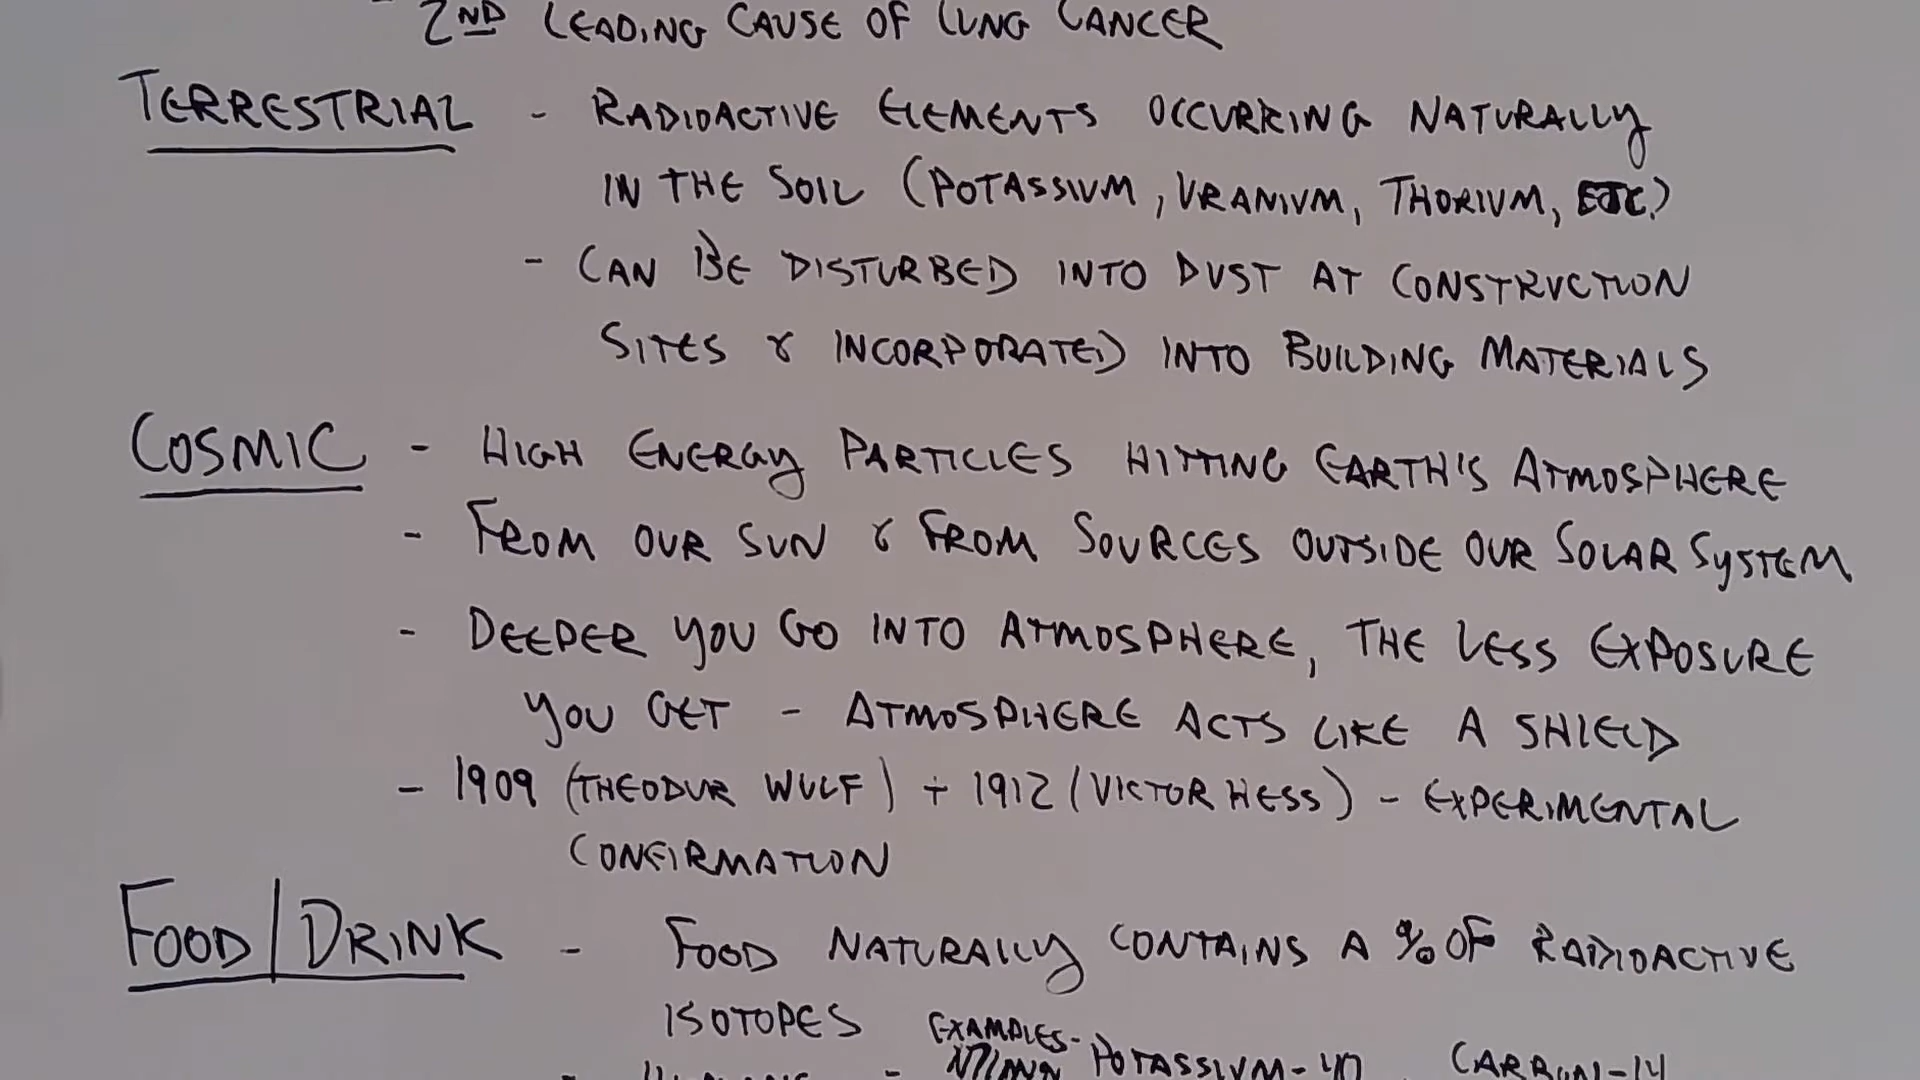 2ND LEADING CAUSE OF LUNG CANCER
TERRESTRIAL - RADIOACTIVE ELEMENTS OCCURRING NATURALLY
IN THE SOIL (POTASSIUM, URANIUM, THORIUM, ETC.)
- CAN BE DISTURBED INTO DUST AT CONSTRUCTION
SITES & INCORPORATED INTO BUILDING MATERIALS
COSMIC - HIGH ENERGY PARTICLES HITTING EARTH'S ATMOSPHERE
- FROM OUR SUN & FROM SOURCES OUTSIDE OUR SOLAR SYSTEM
- DEEPER YOU GO INTO ATMOSPHERE, THE LESS EXPOSURE
YOU GET - ATMOSPHERE ACTS LIKE A SHIELD
- 1909 (THEODUR WULF) + 1912 (VICTOR HESS) - EXPERIMENTAL
CONFIRMATION
FOOD/DRINK - FOOD NATURALLY CONTAINS A % OF RADIOACTIVE
ISOTOPES EXAMPLES-
POTASSIUM-40, CARBON-14